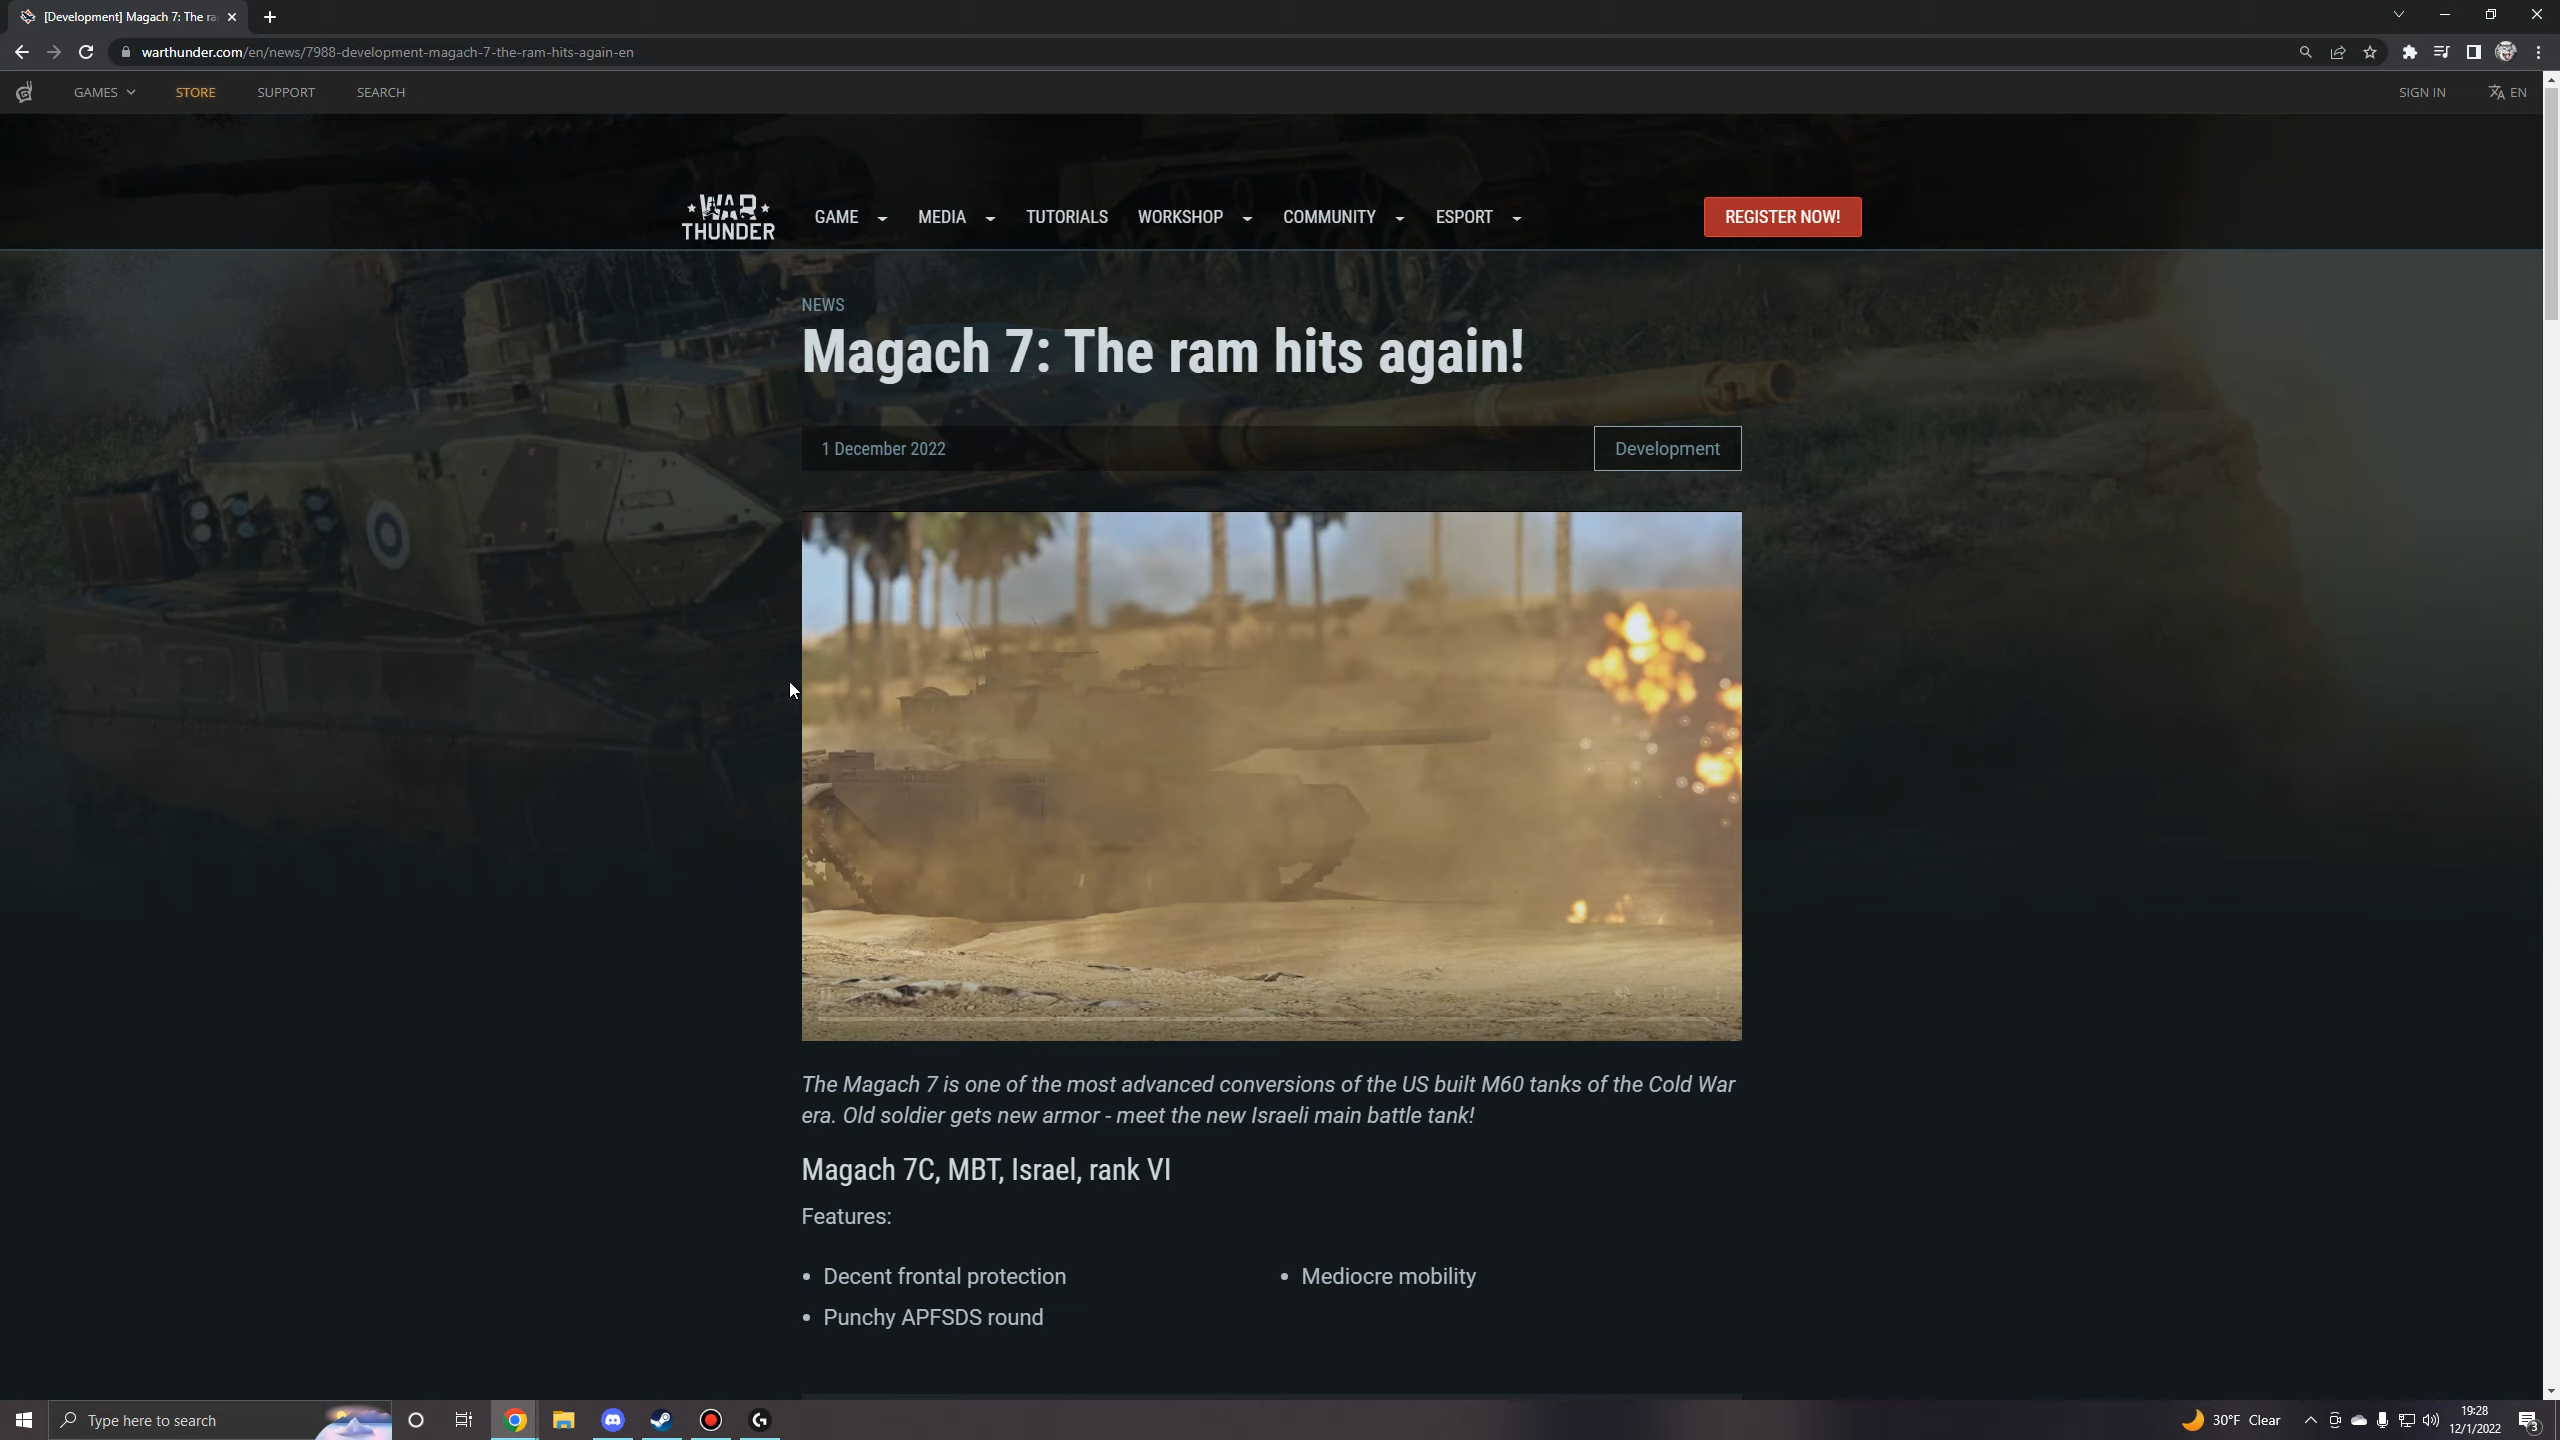 [Development] Magach 7: The ra
warthunder.com/en/news/7988-development-magach-7-the-ram-hits-again-en
GAMES STORE SUPPORT SEARCH SIGN IN EN
WAR THUNDER
GAME MEDIA TUTORIALS WORKSHOP COMMUNITY ESPORT REGISTER NOW!
NEWS
Magach 7: The ram hits again!
1 December 2022 Development
The Magach 7 is one of the most advanced conversions of the US built M60 tanks of the Cold War
era. Old soldier gets new armor - meet the new Israeli main battle tank!
Magach 7C, MBT, Israel, rank VI
Features:
• Decent frontal protection
• Mediocre mobility
• Punchy APFSDS round
Type here to search
30°F Clear
19:28
12/1/2022
3